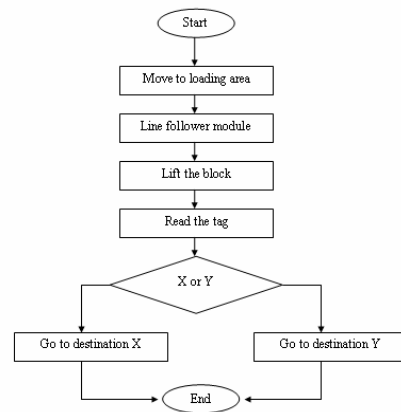 Start
Move to loading area
Line follower module
Lift the block
Read the tag
X or Y
Go to destination X
Go to destination Y
End